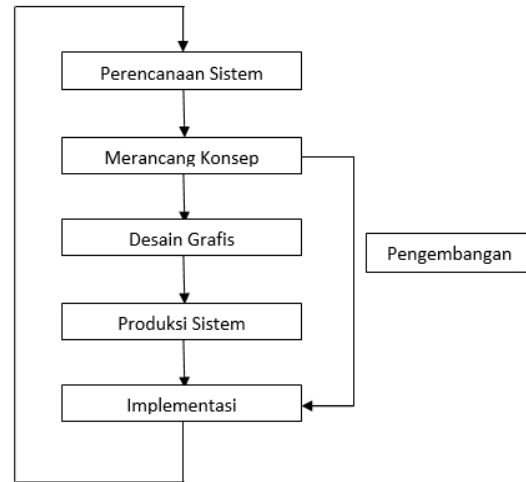 Perencanaan Sistem
Merancang Konsep
Desain Grafis
Pengembangan
Produksi Sistem
Implementasi